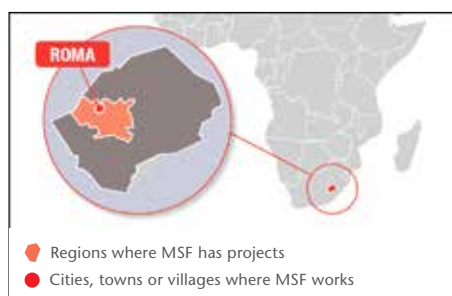 ROMA
Regions where MSF has projects
Cities, towns or villages where MSF works